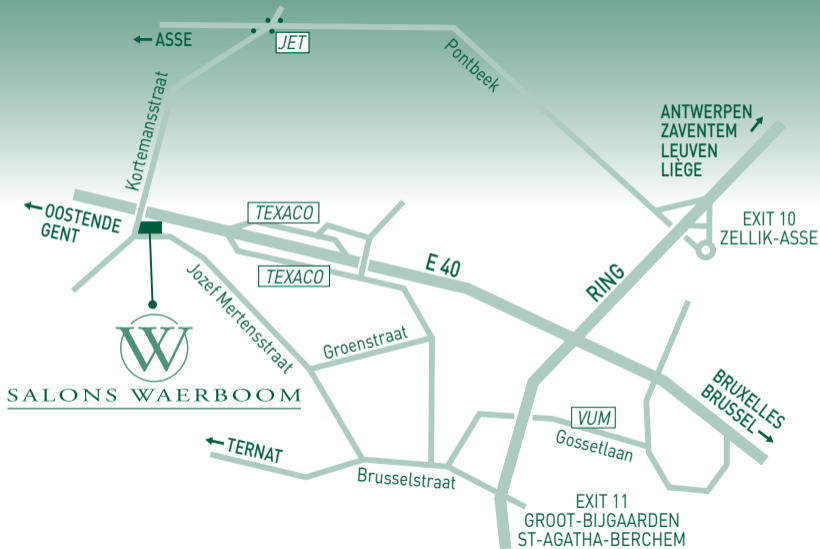 ASSE
JET
Pontbeek
Kortemansstraat
ANTWERPEN
ZAVENTEM
LEUVEN
LIÈGE
OOSTENDE
GENT
TEXACO
EXIT 10
ZELLIK-ASSE
TEXACO
E 40
RING
Jozef Mertensstraat
Groenstraat
W
SALONS WAERBOOM
BRUXELLES
BRUSSEL
VUM
Gossetlaan
TERNAT
Brusselstraat
EXIT 11
GROOT-BIJGAARDEN
ST-AGATHA-BERCHEM